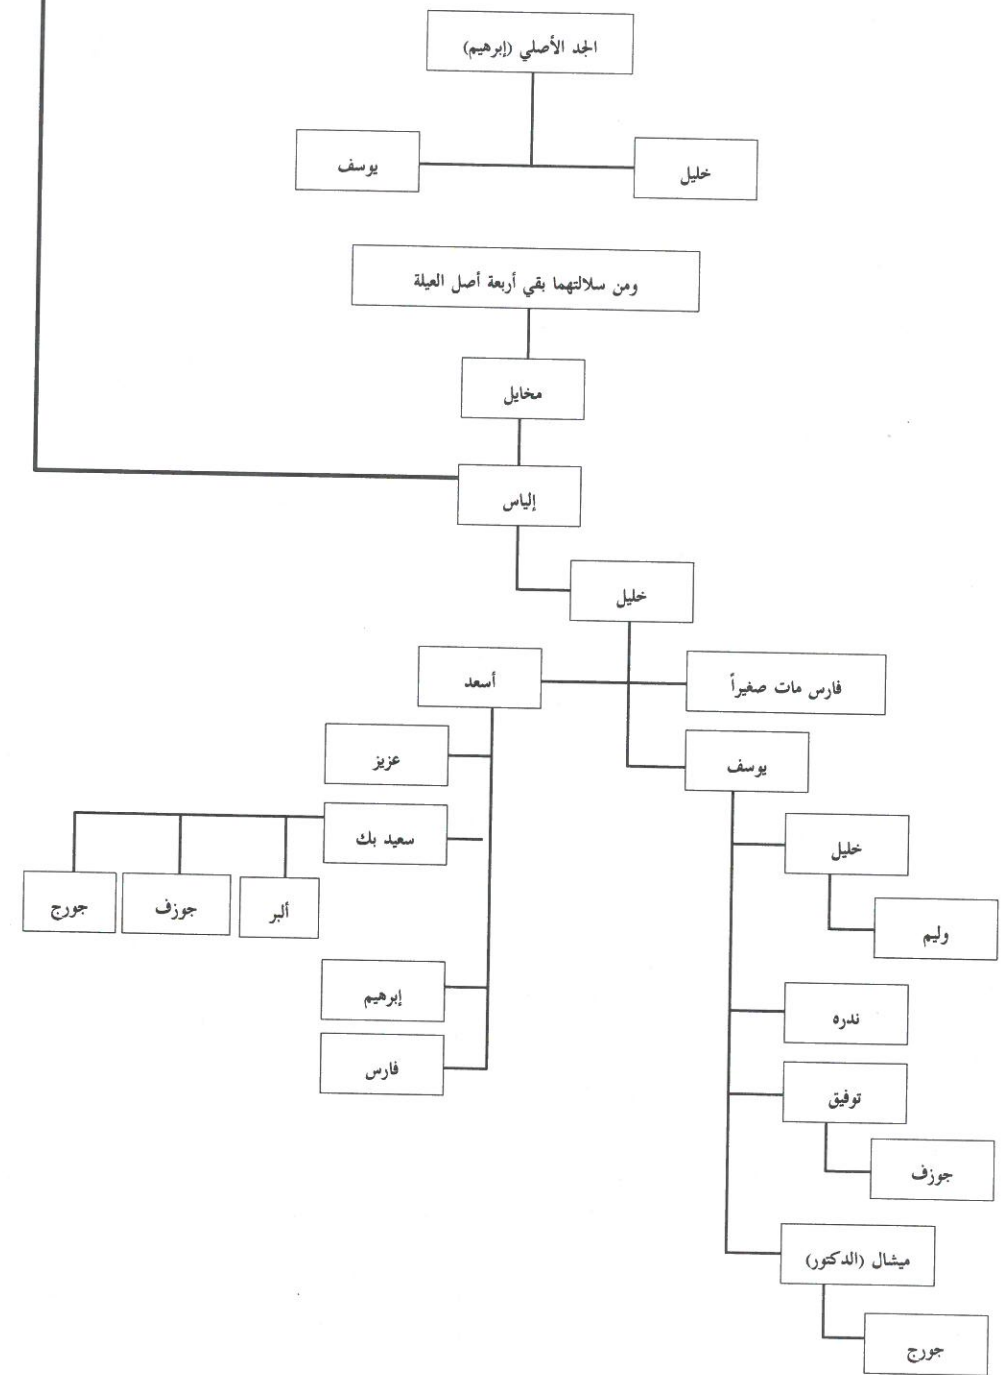 الجد الأصلي (إبرهيم)
خليل
يوسف
ومن سلالتهما بقي أربعة أصل العيلة
مخايل
إلياس
خليل
فارس مات صغيراً
أسعد
يوسف
عزيز
سعيد بك
خليل
ألبر
جوزف
جورج
وليم
إبرهيم
ندره
فارس
توفيق
جوزف
ميشال (الدكتور)
جورج